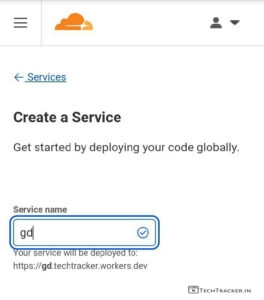 ← Services
Create a Service
Get started by deploying your code globally.
Service name
gd
Your service will be deployed to:
https://gd.techtracker.workers.dev
TechTracker.in